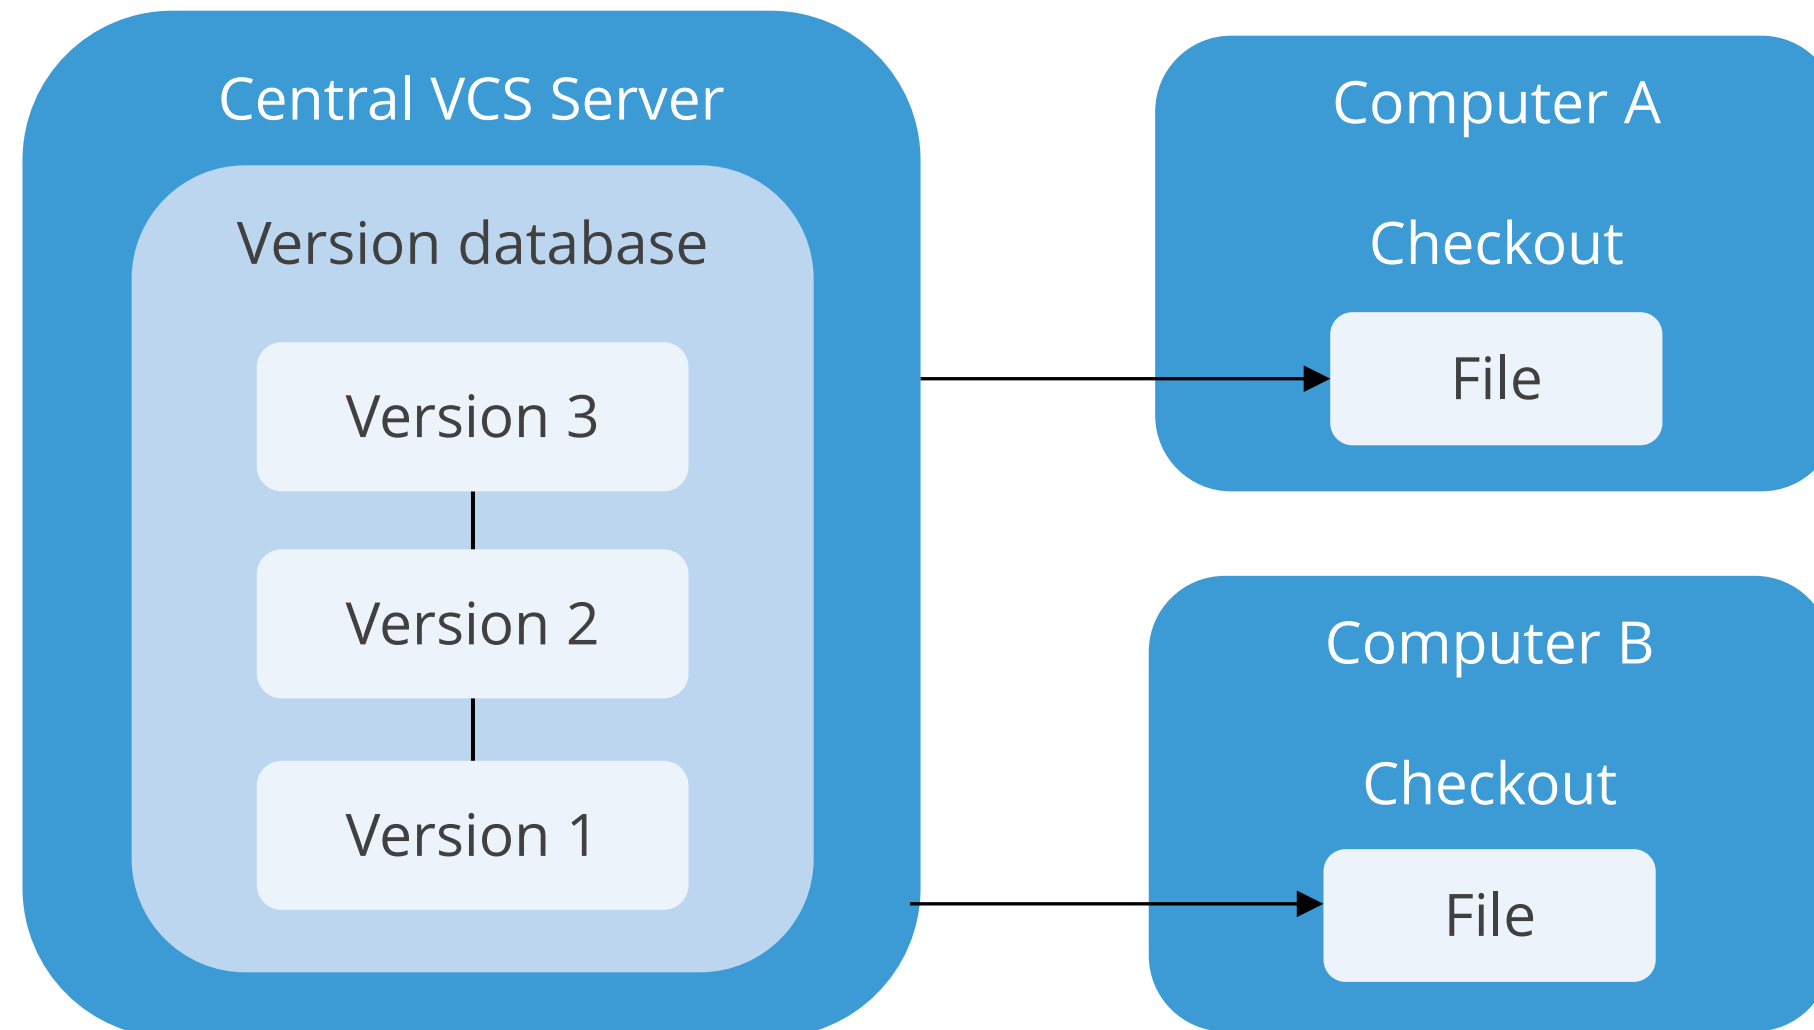 Central VCS Server
Version database
Version 3
Version 2
Version 1
Computer A
Checkout
File
Computer B
Checkout
File